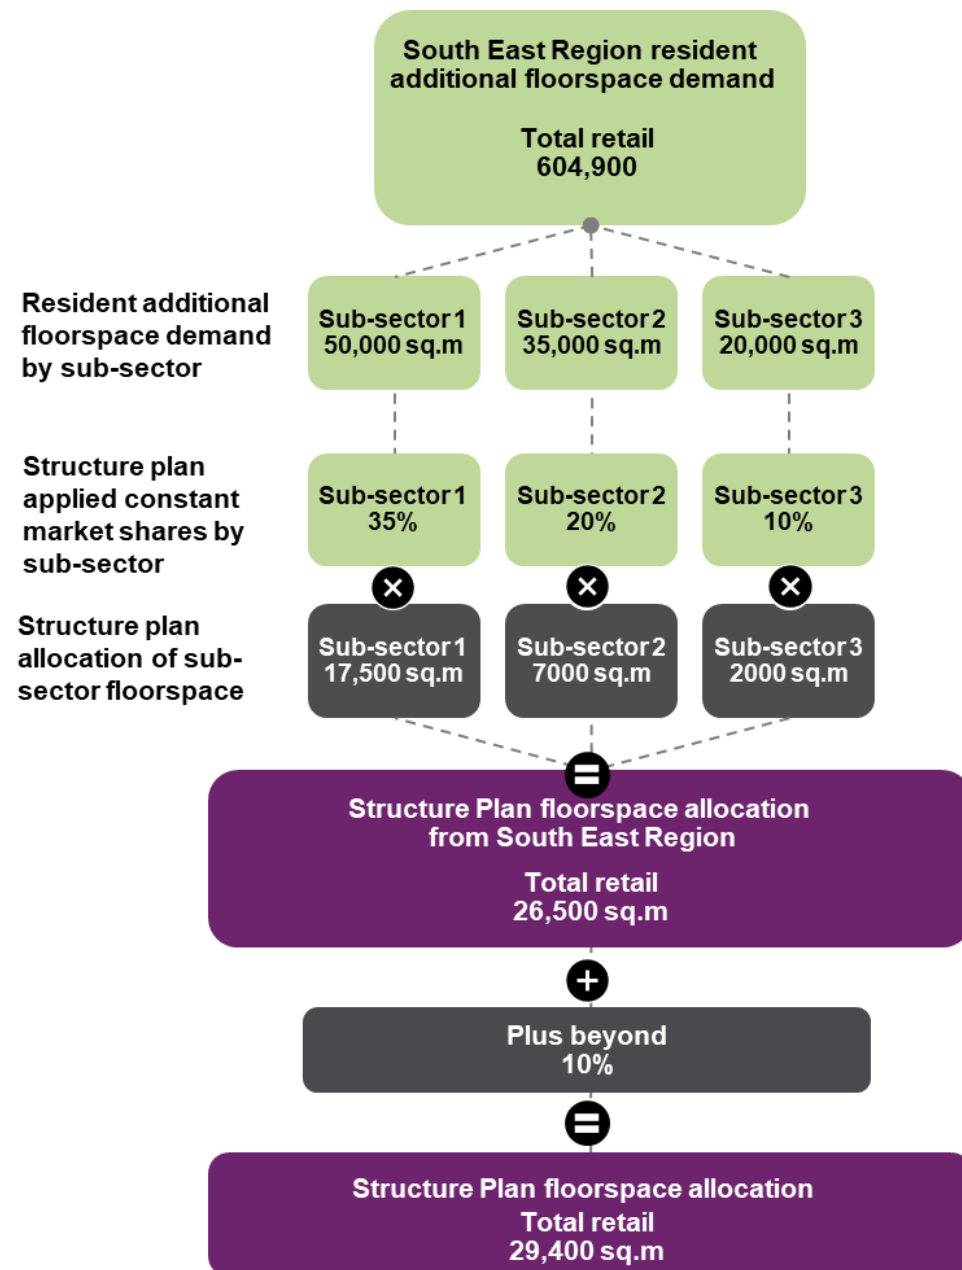 South East Region resident
additional floorspace demand
Total retail
604,900
Resident additional
floorspace demand
by sub-sector
Sub-sector 1
50,000 sq.m
Sub-sector 2
35,000 sq.m
Sub-sector 3
20,000 sq.m
Structure plan
applied constant
market shares by
sub-sector
Sub-sector 1
35%
Sub-sector 2
20%
Sub-sector 3
10%
×
×
×
Structure plan
allocation of sub-
sector floorspace
Sub-sector 1
17,500 sq.m
Sub-sector 2
7000 sq.m
Sub-sector 3
2000 sq.m
=
Structure Plan floorspace allocation
from South East Region
Total retail
26,500 sq.m
+
Plus beyond
10%
=
Structure Plan floorspace allocation
Total retail
29,400 sq.m